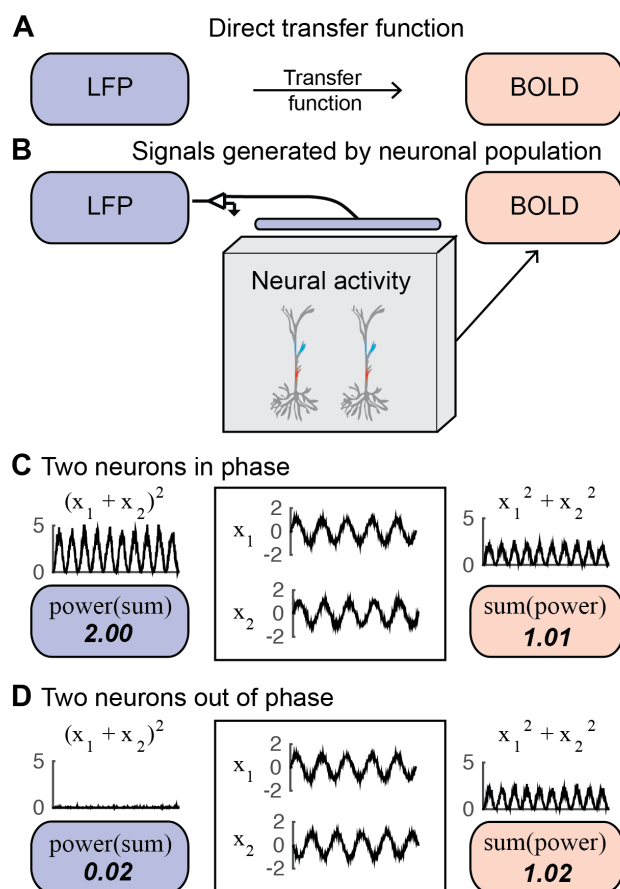 A Direct transfer function
LFP
Transfer
function
BOLD
B Signals generated by neuronal population
LFP
BOLD
Neural activity
C Two neurons in phase
(x₁ + x₂)²
5
0
power(sum)
2.00
x₁
2
0
-2
x₂
2
0
-2
x₁² + x₂²
5
0
sum(power)
1.01
D Two neurons out of phase
(x₁ + x₂)²
5
0
power(sum)
0.02
x₁
2
0
-2
x₂
2
0
-2
x₁² + x₂²
5
0
sum(power)
1.02